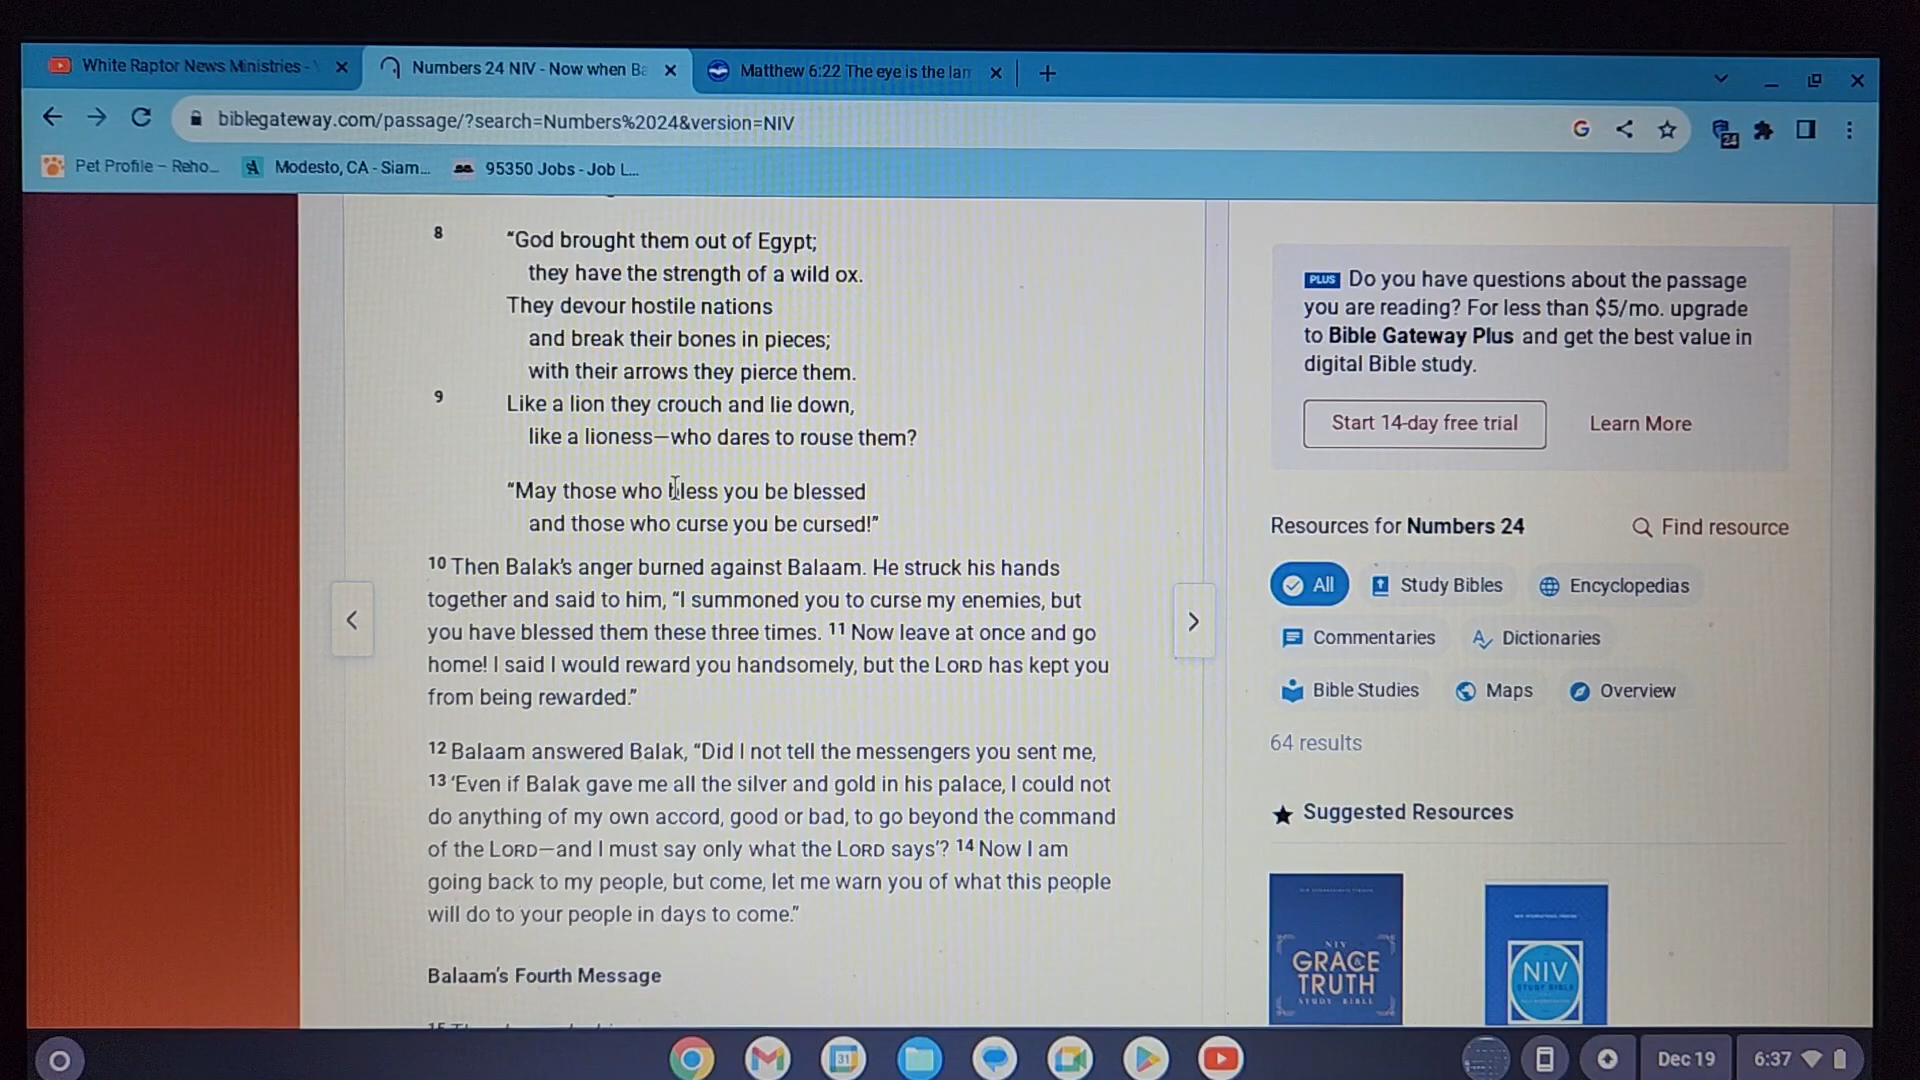 White Raptor News Ministries -
Numbers 24 NIV - Now when Ba
Matthew 6:22 The eye is the lam
biblegateway.com/passage/?search=Numbers%2024&version=NIV
24
Pet Profile – Reho...
Modesto, CA - Siam...
95350 Jobs - Job L...
8 “God brought them out of Egypt;
they have the strength of a wild ox.
They devour hostile nations
and break their bones in pieces;
with their arrows they pierce them.
9 Like a lion they crouch and lie down,
like a lioness—who dares to rouse them?
“May those who bless you be blessed
and those who curse you be cursed!”
10 Then Balak’s anger burned against Balaam. He struck his hands
together and said to him, “I summoned you to curse my enemies, but
you have blessed them these three times. 11 Now leave at once and go
home! I said I would reward you handsomely, but the LORD has kept you
from being rewarded.”
12 Balaam answered Balak, “Did I not tell the messengers you sent me,
13 ‘Even if Balak gave me all the silver and gold in his palace, I could not
do anything of my own accord, good or bad, to go beyond the command
of the LORD—and I must say only what the LORD says’? 14 Now I am
going back to my people, but come, let me warn you of what this people
will do to your people in days to come.”
Balaam’s Fourth Message
PLUS Do you have questions about the passage
you are reading? For less than $5/mo. upgrade
to Bible Gateway Plus and get the best value in
digital Bible study.
Start 14-day free trial
Learn More
Resources for Numbers 24
Find resource
All
Study Bibles
Encyclopedias
Commentaries
Dictionaries
Bible Studies
Maps
Overview
64 results
Suggested Resources
NIV
GRACE
TRUTH
STUDY BIBLE
NIV
STUDY BIBLE
31
Dec 19
6:37